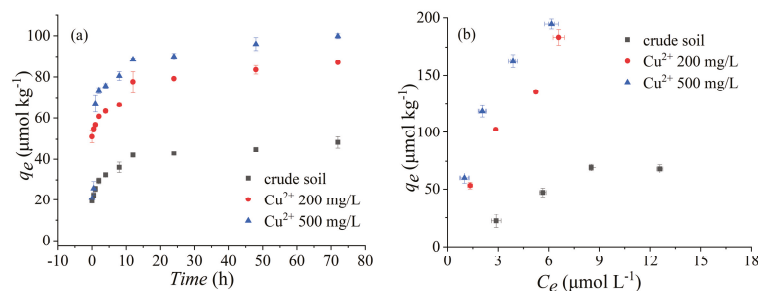 (a)
100
80
60
40
20
0
qe (μmol kg⁻¹)
crude soil
Cu²⁺ 200 mg/L
Cu²⁺ 500 mg/L
-10 0 10 20 30 40 50 60 70 80
Time (h)
(b)
200
150
100
50
0
qe (μmol kg⁻¹)
crude soil
Cu²⁺ 200 mg/L
Cu²⁺ 500 mg/L
0 3 6 9 12 15 18
Ce (μmol L⁻¹)